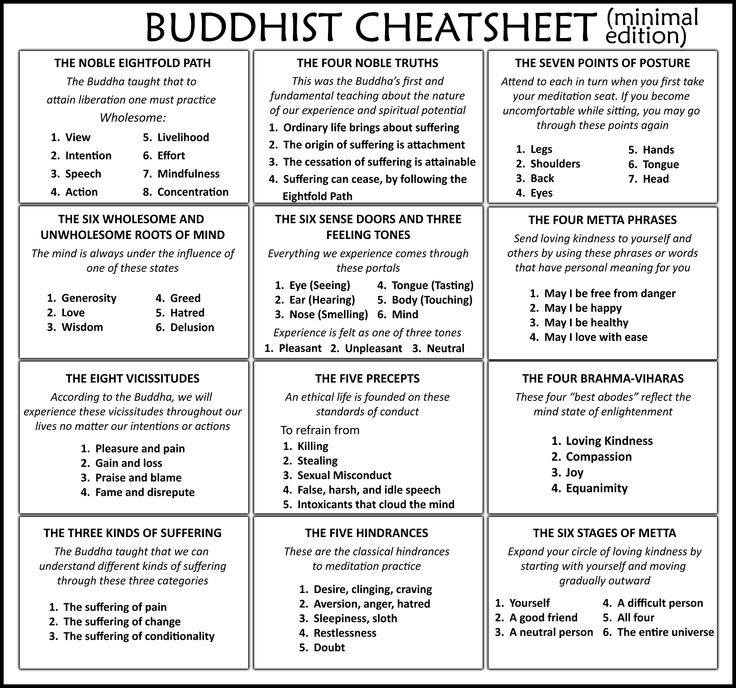 BUDDHIST CHEATSHEET (minimal
edition)
THE NOBLE EIGHTFOLD PATH
The Buddha taught that to
attain liberation one must practice
Wholesome:
1. View
2. Intention
3. Speech
4. Action
5. Livelihood
6. Effort
7. Mindfulness
8. Concentration
THE FOUR NOBLE TRUTHS
This was the Buddha's first and
fundamental teaching about the nature
of our experience and spiritual potential
1. Ordinary life brings about suffering
2. The origin of suffering is attachment
3. The cessation of suffering is attainable
4. Suffering can cease, by following the
Eightfold Path
THE SEVEN POINTS OF POSTURE
Attend to each in turn when you first take
your meditation seat. If you become
uncomfortable while sitting, you may go
through these points again
1. Legs
2. Shoulders
3. Back
4. Eyes
5. Hands
6. Tongue
7. Head
THE SIX WHOLESOME AND
UNWHOLESOME ROOTS OF MIND
The mind is always under the influence of
one of these states
1. Generosity
2. Love
3. Wisdom
4. Greed
5. Hatred
6. Delusion
THE SIX SENSE DOORS AND THREE
FEELING TONES
Everything we experience comes through
these portals
1. Eye (Seeing)
2. Ear (Hearing)
3. Nose (Smelling)
4. Tongue (Tasting)
5. Body (Touching)
6. Mind
Experience is felt as one of three tones
1. Pleasant 2. Unpleasant 3. Neutral
THE FOUR METTA PHRASES
Send loving kindness to yourself and
others by using these phrases or words
that have personal meaning for you
1. May I be free from danger
2. May I be happy
3. May I be healthy
4. May I love with ease
THE EIGHT VICISSITUDES
According to the Buddha, we will
experience these vicissitudes throughout our
lives no matter our intentions or actions
1. Pleasure and pain
2. Gain and loss
3. Praise and blame
4. Fame and disrepute
THE FIVE PRECEPTS
An ethical life is founded on these
standards of conduct
To refrain from
1. Killing
2. Stealing
3. Sexual Misconduct
4. False, harsh, and idle speech
5. Intoxicants that cloud the mind
THE FOUR BRAHMA-VIHARAS
These four "best abodes" reflect the
mind state of enlightenment
1. Loving Kindness
2. Compassion
3. Joy
4. Equanimity
THE THREE KINDS OF SUFFERING
The Buddha taught that we can
understand different kinds of suffering
through these three categories
1. The suffering of pain
2. The suffering of change
3. The suffering of conditionality
THE FIVE HINDRANCES
These are the classical hindrances
to meditation practice
1. Desire, clinging, craving
2. Aversion, anger, hatred
3. Sleepiness, sloth
4. Restlessness
5. Doubt
THE SIX STAGES OF METTA
Expand your circle of loving kindness by
starting with yourself and moving
gradually outward
1. Yourself
2. A good friend
3. A neutral person
4. A difficult person
5. All four
6. The entire universe